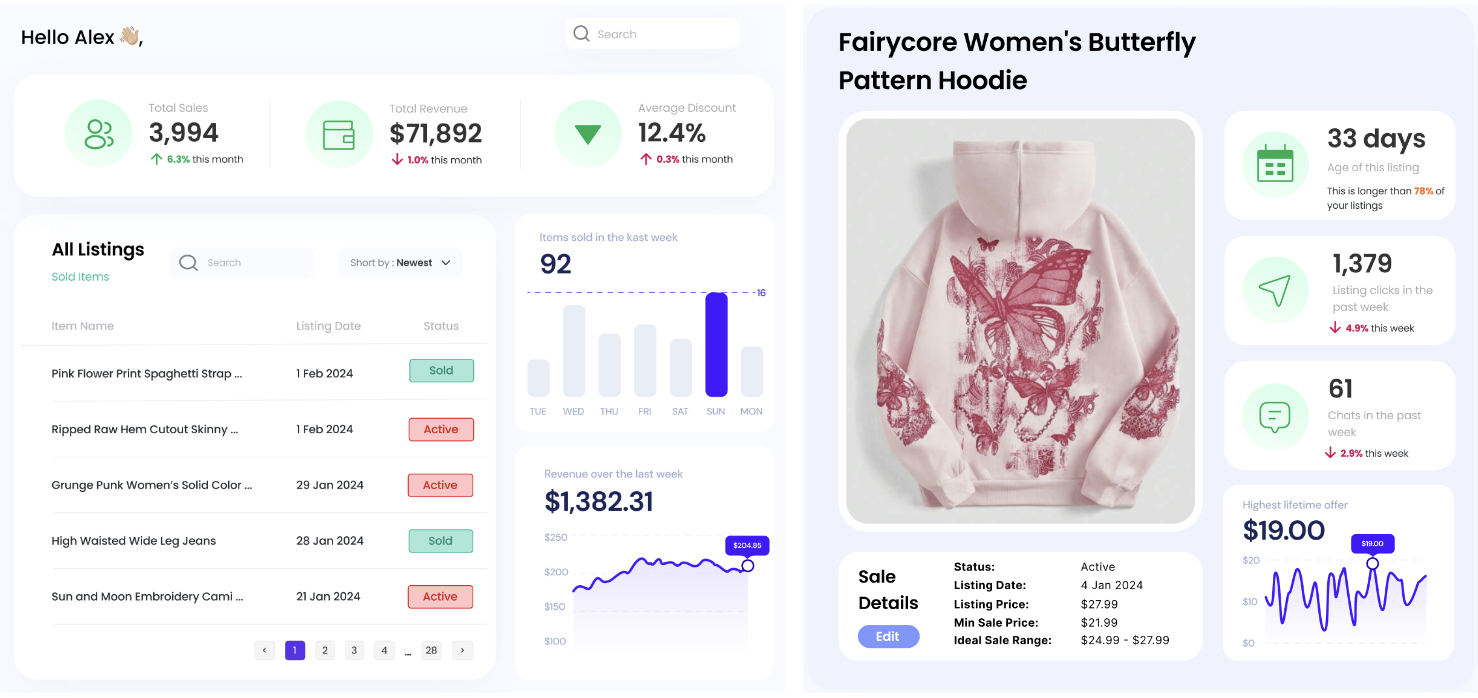 Hello Alex 👋🏼,
Search
Total Sales
3,994
↑ 6.3% this month
Total Revenue
$71,892
↓ 1.0% this month
Average Discount
12.4%
↑ 0.3% this month
All Listings
Sold Items
Search
Short by : Newest
Item Name Listing Date Status
Pink Flower Print Spaghetti Strap ... 1 Feb 2024 Sold
Ripped Raw Hem Cutout Skinny ... 1 Feb 2024 Active
Grunge Punk Women's Solid Color ... 29 Jan 2024 Active
High Waisted Wide Leg Jeans 28 Jan 2024 Sold
Sun and Moon Embroidery Cami ... 21 Jan 2024 Active
< 1 2 3 4 ... 28 >
Items sold in the kast week
92
16
TUE WED THU FRI SAT SUN MON
Revenue over the last week
$1,382.31
$204.85
$250
$200
$150
$100
Fairycore Women's Butterfly
Pattern Hoodie
33 days
Age of this listing
This is longer than 78% of
your listings
1,379
Listing clicks in the
past week
↓ 4.9% this week
61
Chats in the past
week
↓ 2.9% this week
Sale
Details
Edit
Status: Active
Listing Date: 4 Jan 2024
Listing Price: $27.99
Min Sale Price: $21.99
Ideal Sale Range: $24.99 - $27.99
Highest lifetime offer
$19.00
$19.00
$20
$10
$0